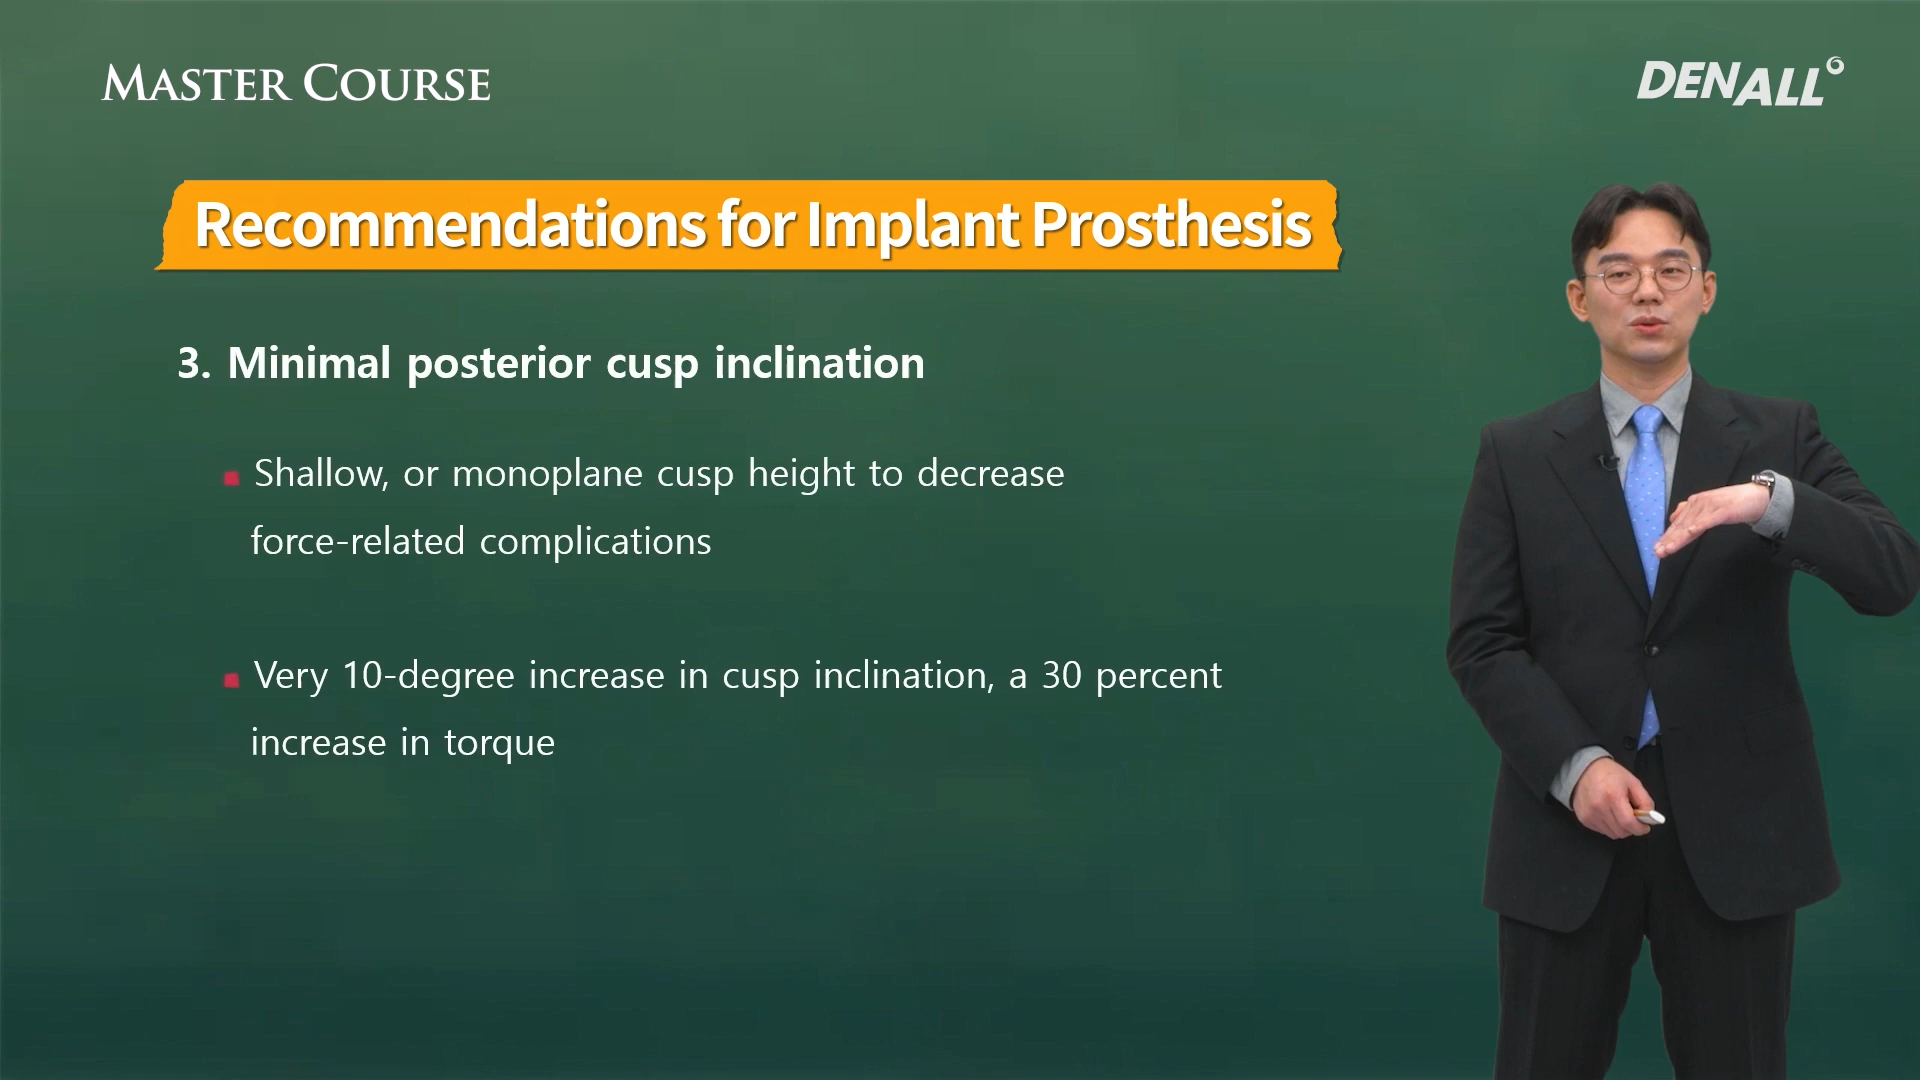 MASTER COURSE
DENALL
Recommendations for Implant Prosthesis
3. Minimal posterior cusp inclination
Shallow, or monoplane cusp height to decrease
force-related complications
Very 10-degree increase in cusp inclination, a 30 percent
increase in torque